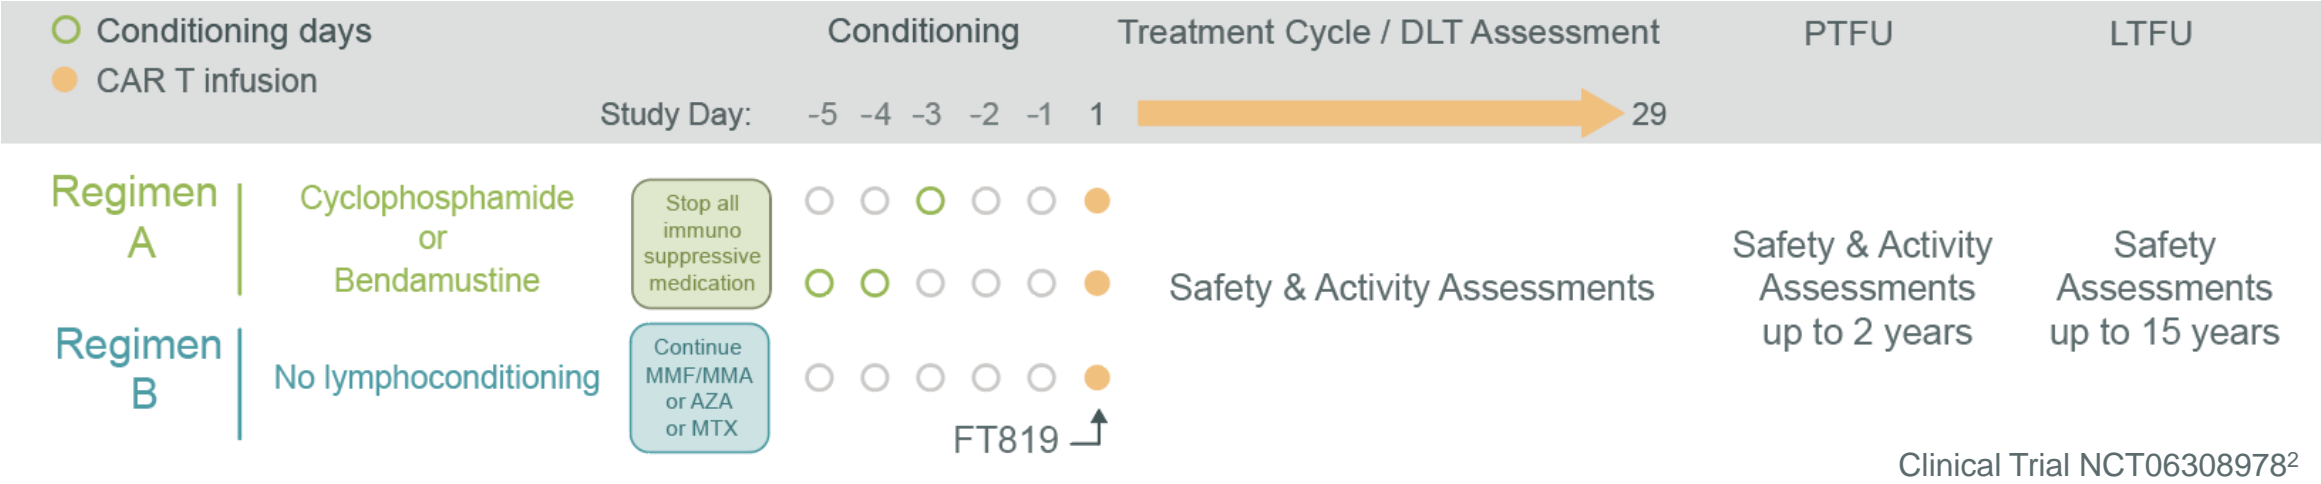 Conditioning days
CAR T infusion
Conditioning
Treatment Cycle / DLT Assessment
PTFU
LTFU
Study Day: -5 -4 -3 -2 -1 1 29
Regimen
A
Cyclophosphamide
or
Bendamustine
Stop all
immuno
suppressive
medication
Safety & Activity Assessments
Safety & Activity
Assessments
up to 2 years
Safety
Assessments
up to 15 years
Regimen
B
No lymphoconditioning
Continue
MMF/MMA
or AZA
or MTX
FT819
Clinical Trial NCT06308978²